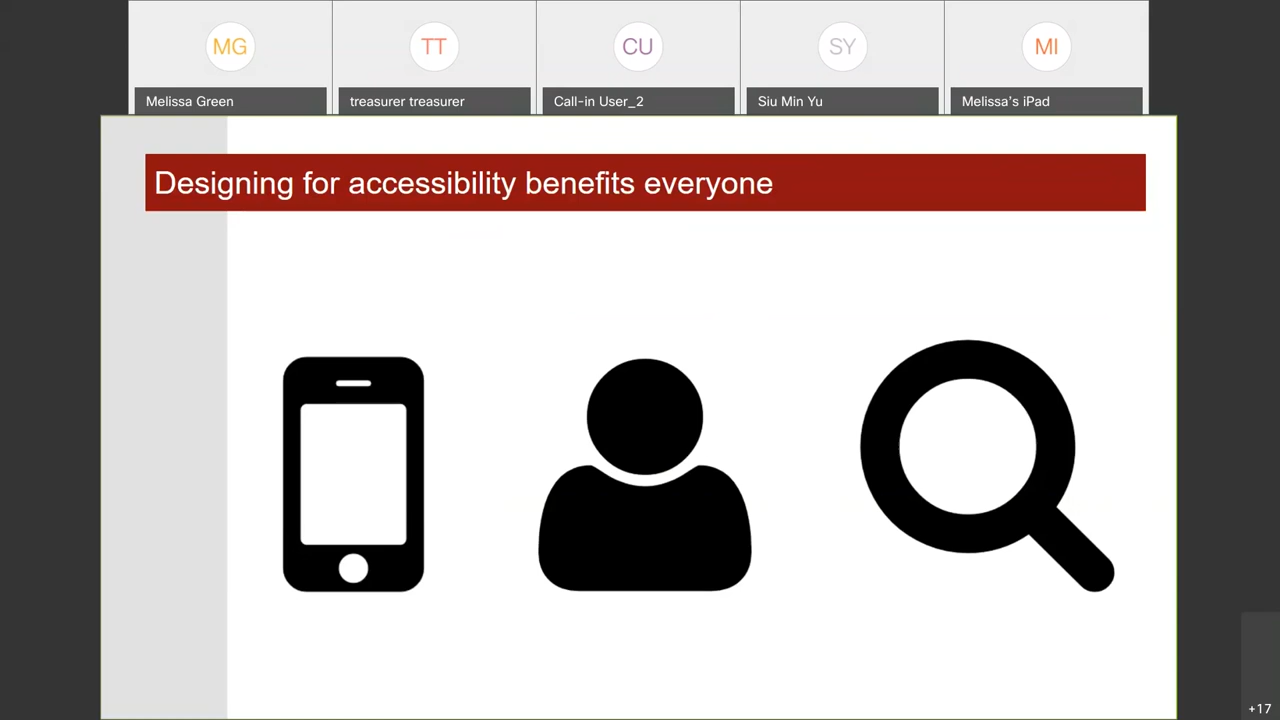 MG
TT
CU
SY
MI
Melissa Green
treasurer treasurer
Call-in User_2
Siu Min Yu
Melissa's iPad
Designing for accessibility benefits everyone
+17